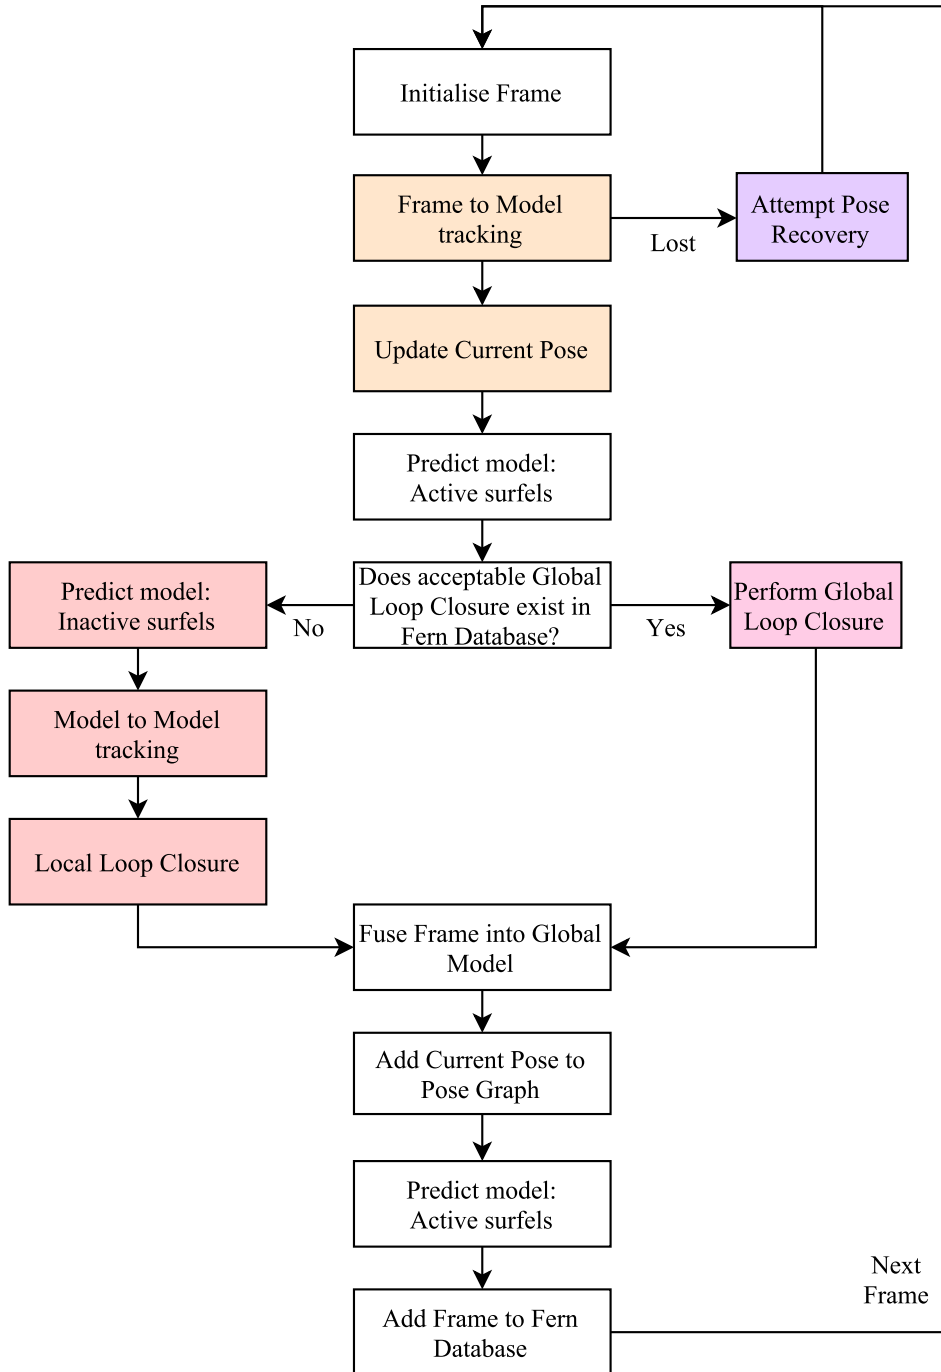 Initialise Frame
Frame to Model
tracking
Lost
Attempt Pose
Recovery
Update Current Pose
Predict model:
Active surfels
Does acceptable Global
Loop Closure exist in
Fern Database?
No
Yes
Predict model:
Inactive surfels
Perform Global
Loop Closure
Model to Model
tracking
Local Loop Closure
Fuse Frame into Global
Model
Add Current Pose to
Pose Graph
Predict model:
Active surfels
Next
Frame
Add Frame to Fern
Database